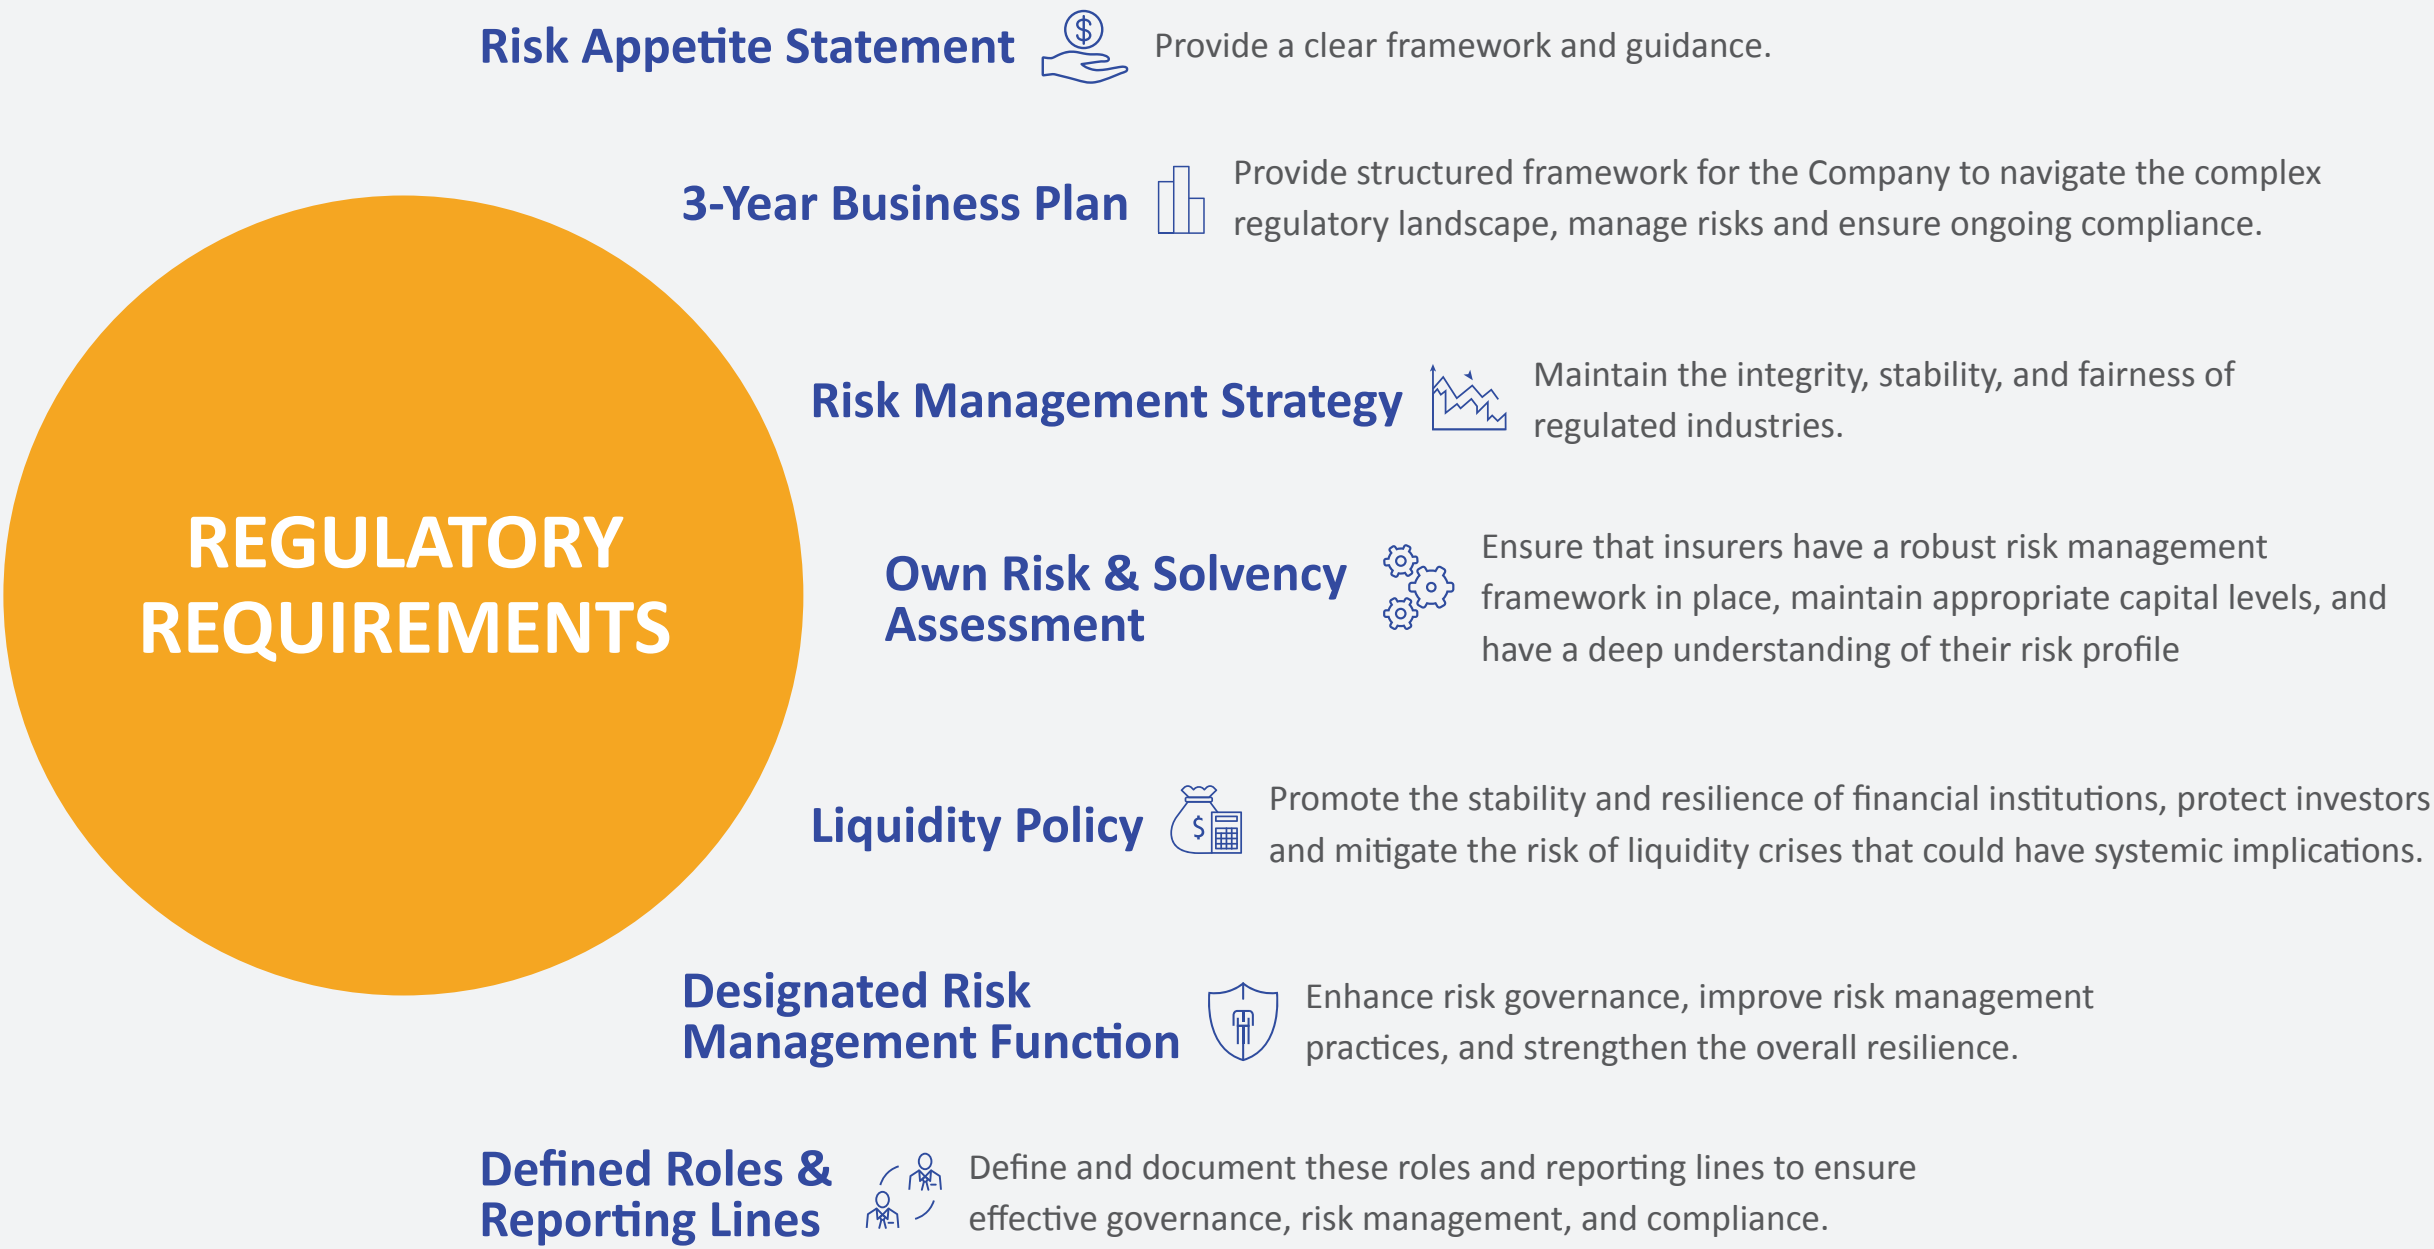 Risk Appetite Statement
Provide a clear framework and guidance.
3-Year Business Plan
Provide structured framework for the Company to navigate the complex
regulatory landscape, manage risks and ensure ongoing compliance.
Risk Management Strategy
Maintain the integrity, stability, and fairness of
regulated industries.
REGULATORY
REQUIREMENTS
Own Risk & Solvency
Assessment
Ensure that insurers have a robust risk management
framework in place, maintain appropriate capital levels, and
have a deep understanding of their risk profile
Liquidity Policy
$
Promote the stability and resilience of financial institutions, protect investors
and mitigate the risk of liquidity crises that could have systemic implications.
Designated Risk
Management Function
Enhance risk governance, improve risk management
practices, and strengthen the overall resilience.
Defined Roles &
Reporting Lines
Define and document these roles and reporting lines to ensure
effective governance, risk management, and compliance.